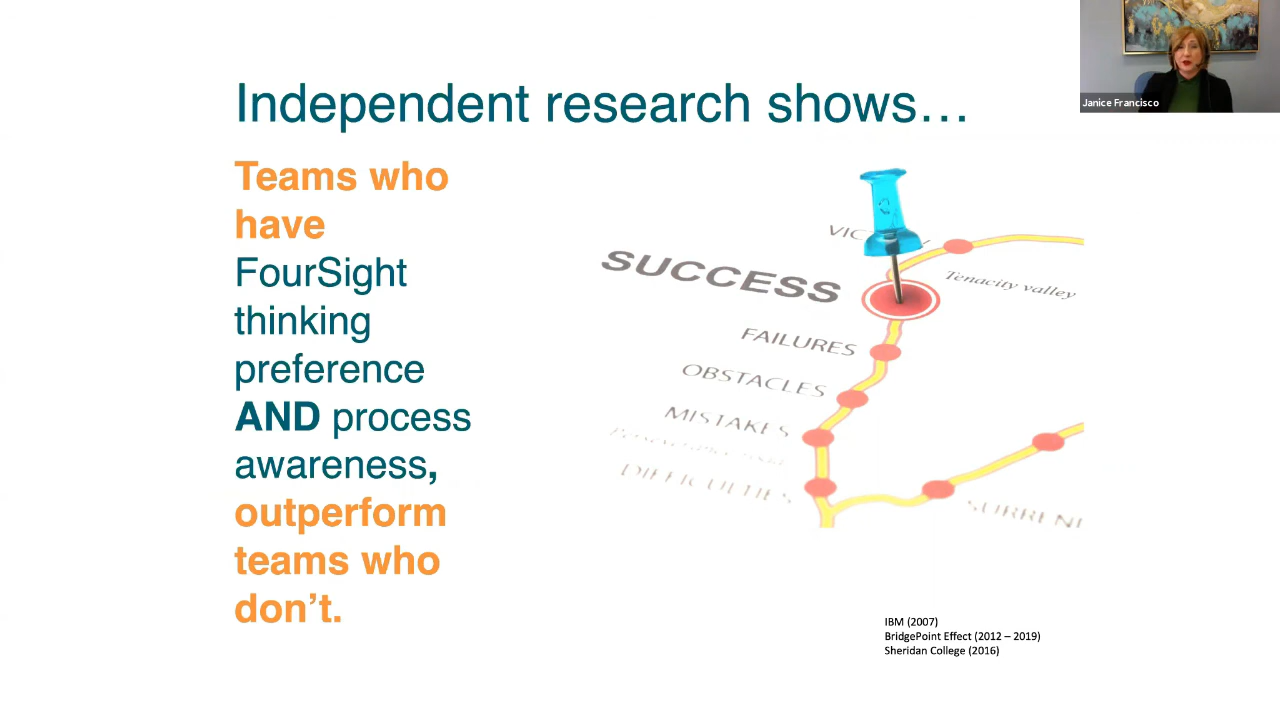 Independent research shows…
Janice Francisco
Teams who
have
FourSight
thinking
preference
AND process
awareness,
outperform
teams who
don’t.
SUCCESS
Tenacity valley
FAILURES
OBSTACLES
MISTAKES
DIFFICULTIES
IBM (2007)
BridgePoint Effect (2012 – 2019)
Sheridan College (2016)